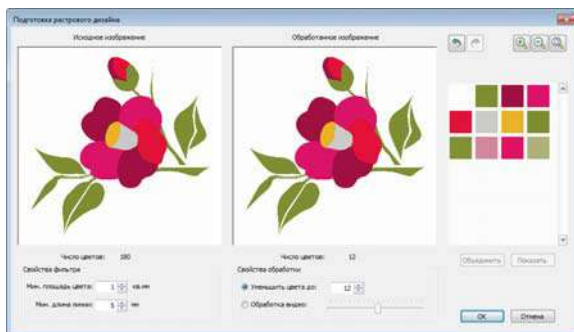 Подготовка растрового дизайна
Исходное изображение
Обработанное изображение
Число цветов: 180
Число цветов: 12
Свойства фильтра
Мин. площадь цвета: 1 кв.мм
Мин. длина линии: 5 мм
Свойства обработки
Уменьшить цвета до: 12
Обработка видно:
Объединить
Показать
OK
Отмена